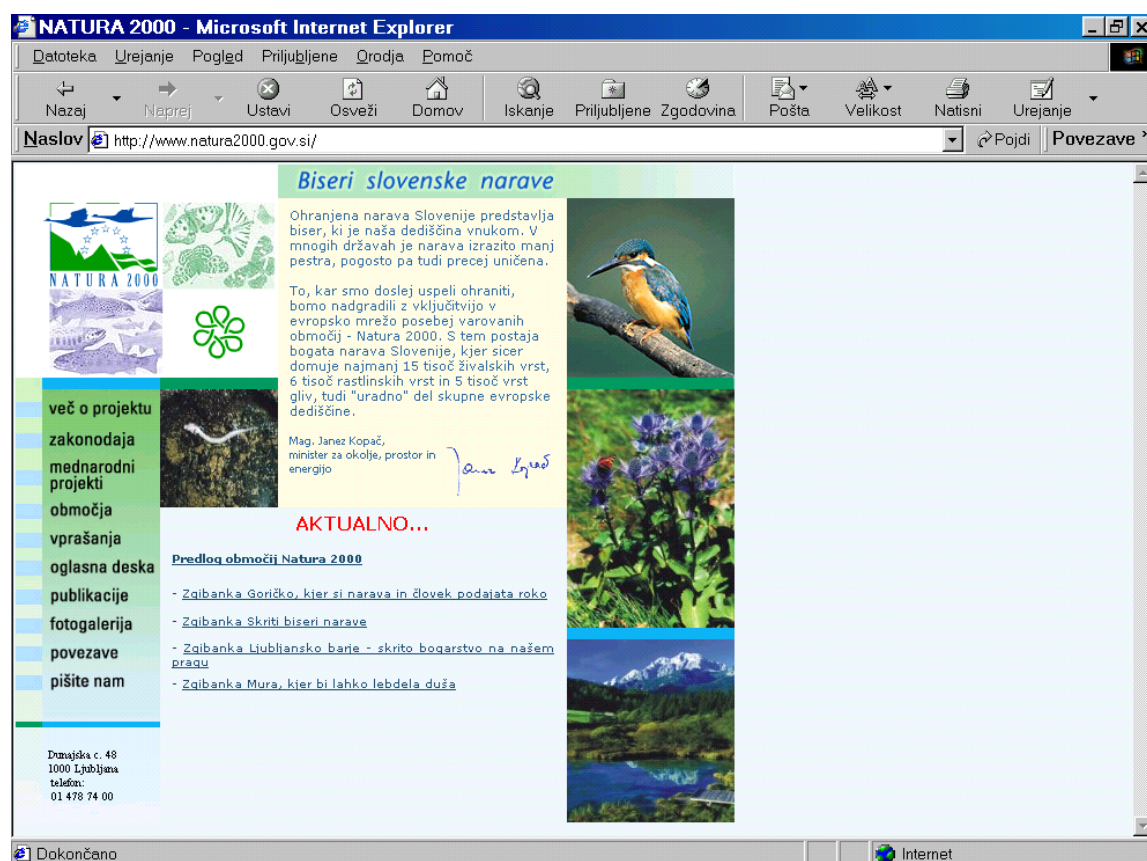 NATURA 2000 - Microsoft Internet Explorer
Datoteka Urejanje Pogled Priljubljene Orodja Pomoč
Nazaj Naprej Ustavi Osveži Domov Iskanje Priljubljene Zgodovina Pošta Velikost Natisni Urejanje
Naslov http://www.natura2000.gov.si/ Pojdi Povezave
Biseri slovenske narave
NATURA 2000
Ohranjena narava Slovenije predstavlja
biser, ki je naša dediščina vnukom. V
mnogih državah je narava izrazito manj
pestra, pogosto pa tudi precej uničena.
To, kar smo doslej uspeli ohraniti,
bomo nadgradili z vključitvijo v
evropsko mrežo posebej varovanih
območij - Natura 2000. S tem postaja
bogata narava Slovenije, kjer sicer
domuje najmanj 15 tisoč živalskih vrst,
6 tisoč rastlinskih vrst in 5 tisoč vrst
gliv, tudi "uradno" del skupne evropske
dediščine.
Mag. Janez Kopač,
minister za okolje, prostor in
energijo
več o projektu
zakonodaja
mednarodni
projekti
območja
vprašanja
oglasna deska
publikacije
fotogalerija
povezave
pišite nam
AKTUALNO...
Predlog območij Natura 2000
- Zgibanka Goričko, kjer si narava in človek podajata roko
- Zgibanka Skriti biseri narave
- Zgibanka Ljubljansko barje - skrito bogarstvo na našem
pragu
- Zgibanka Mura, kjer bi lahko lebdela duša
Dunajska c. 48
1000 Ljubljana
telefon:
01 478 74 00
Dokončano Internet